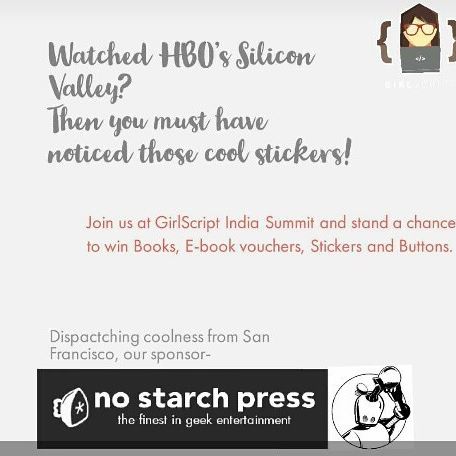 Watched HBO's Silicon
Valley?
Then you must have
noticed those cool stickers!
Join us at GirlScript India Summit and stand a chance
to win Books, E-book vouchers, Stickers and Buttons.
Dispactching coolness from San
Francisco, our sponsor-
no starch press
the finest in geek entertainment